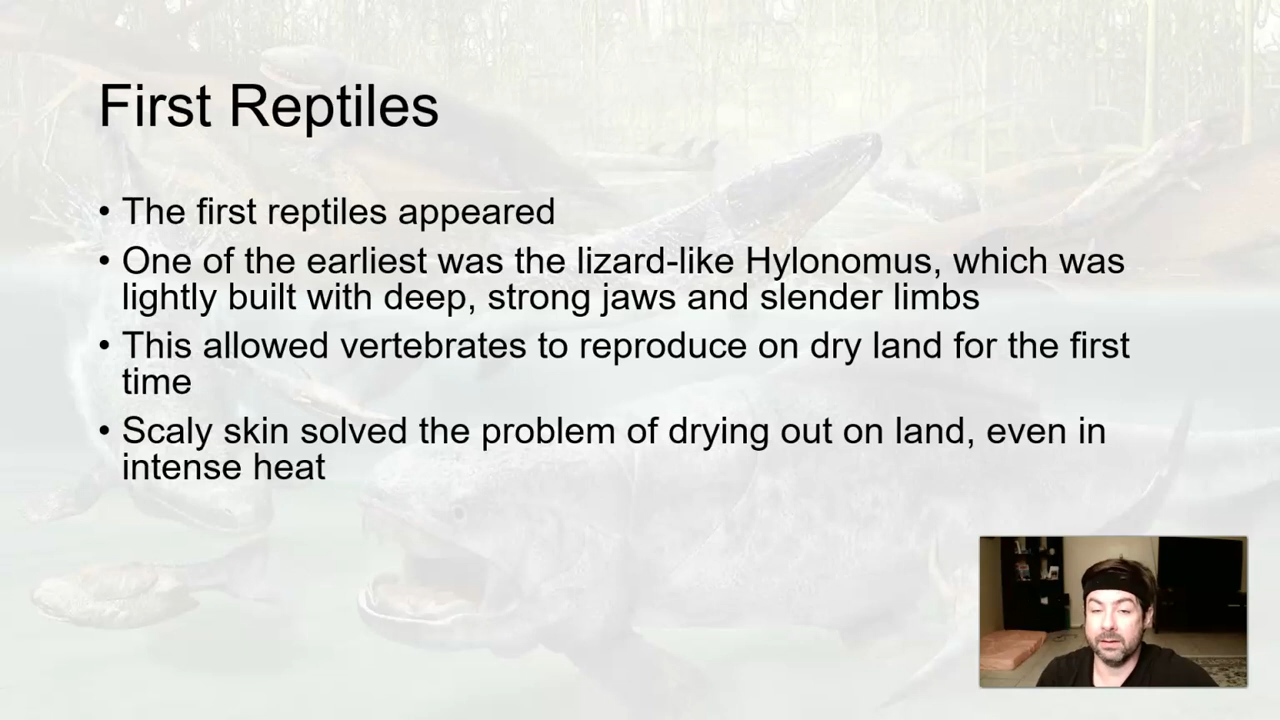 First Reptiles
• The first reptiles appeared
• One of the earliest was the lizard-like Hylonomus, which was
lightly built with deep, strong jaws and slender limbs
• This allowed vertebrates to reproduce on dry land for the first
time
• Scaly skin solved the problem of drying out on land, even in
intense heat